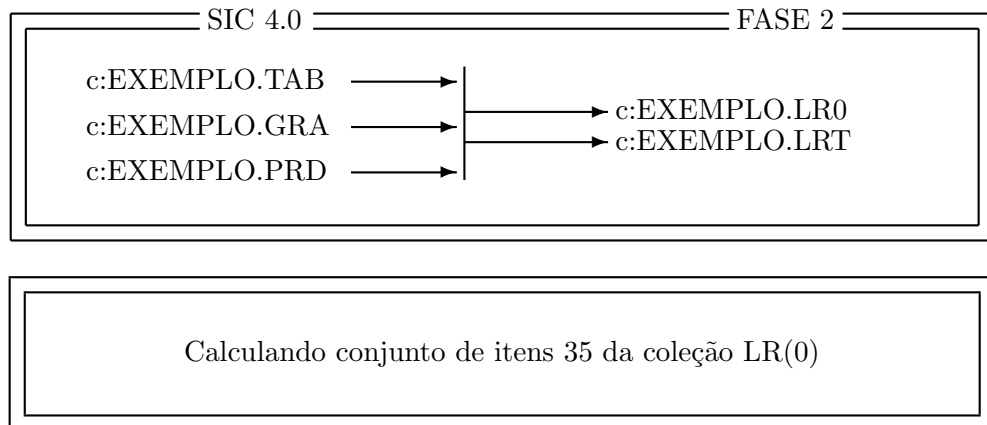 SIC 4.0 FASE 2
c:EXEMPLO.TAB
c:EXEMPLO.LR0
c:EXEMPLO.GRA
c:EXEMPLO.LRT
c:EXEMPLO.PRD
Calculando conjunto de itens 35 da coleção LR(0)